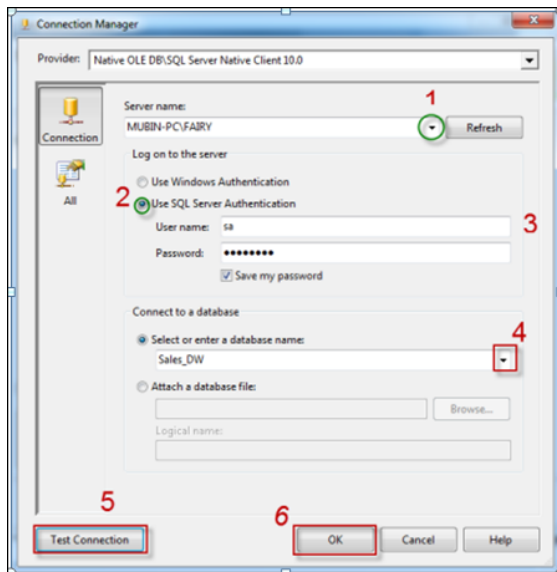 Connection Manager
Provider: Native OLE DB\SQL Server Native Client 10.0
Connection
All
Server name:
1
MUBIN-PC\FAIRY
Refresh
Log on to the server
Use Windows Authentication
2
Use SQL Server Authentication
User name: sa
3
Password: ••••••••
Save my password
Connect to a database
Select or enter a database name:
4
Sales_DW
Attach a database file:
Browse...
Logical name:
5
6
Test Connection
OK
Cancel
Help